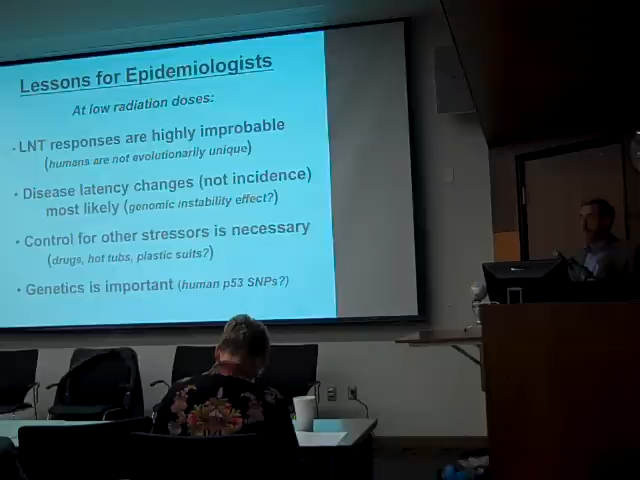 Lessons for Epidemiologists
At low radiation doses:
- LNT responses are highly improbable
(humans are not evolutionarily unique)
• Disease latency changes (not incidence)
most likely (genomic instability effect?)
• Control for other stressors is necessary
(drugs, hot tubs, plastic suits?)
• Genetics is important (human p53 SNPs?)